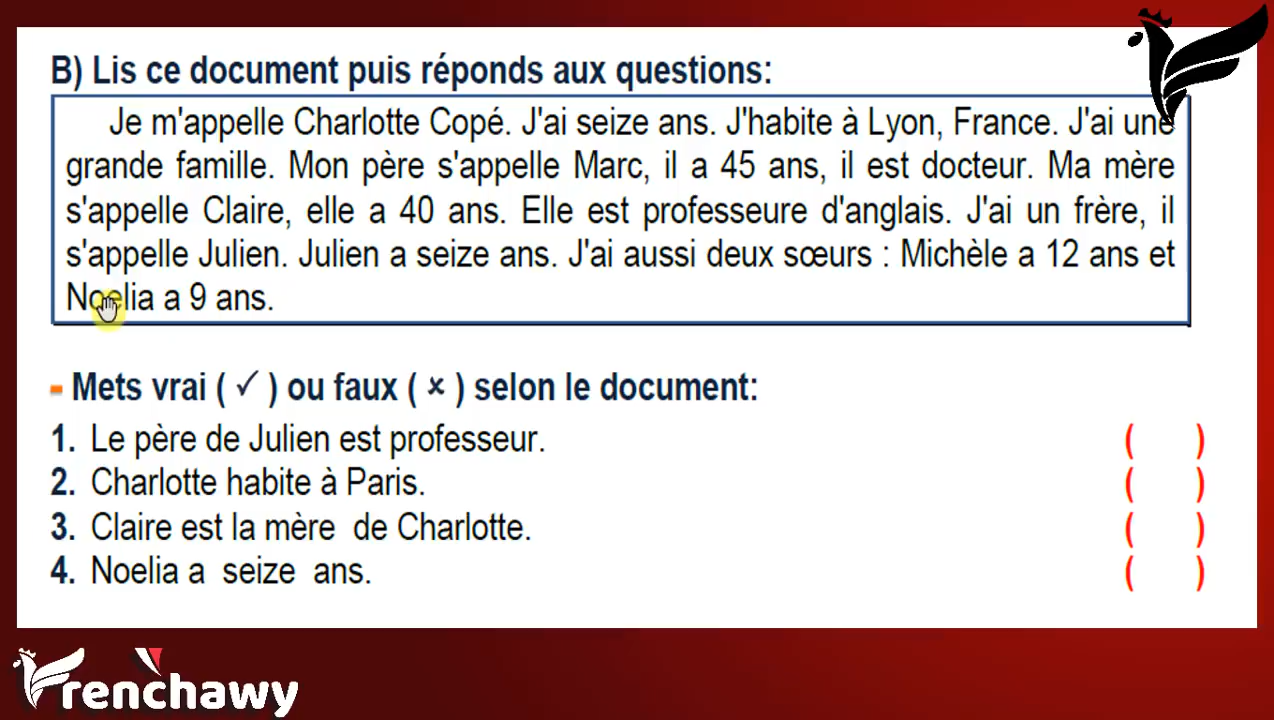 B) Lis ce document puis réponds aux questions:
Je m'appelle Charlotte Copé. J'ai seize ans. J'habite à Lyon, France. J'ai une
grande famille. Mon père s'appelle Marc, il a 45 ans, il est docteur. Ma mère
s'appelle Claire, elle a 40 ans. Elle est professeure d'anglais. J'ai un frère, il
s'appelle Julien. Julien a seize ans. J'ai aussi deux sœurs : Michèle a 12 ans et
Noelia a 9 ans.
- Mets vrai ( ✓ ) ou faux ( × ) selon le document:
1. Le père de Julien est professeur. ( )
2. Charlotte habite à Paris. ( )
3. Claire est la mère de Charlotte. ( )
4. Noelia a seize ans. ( )
Frenchawy